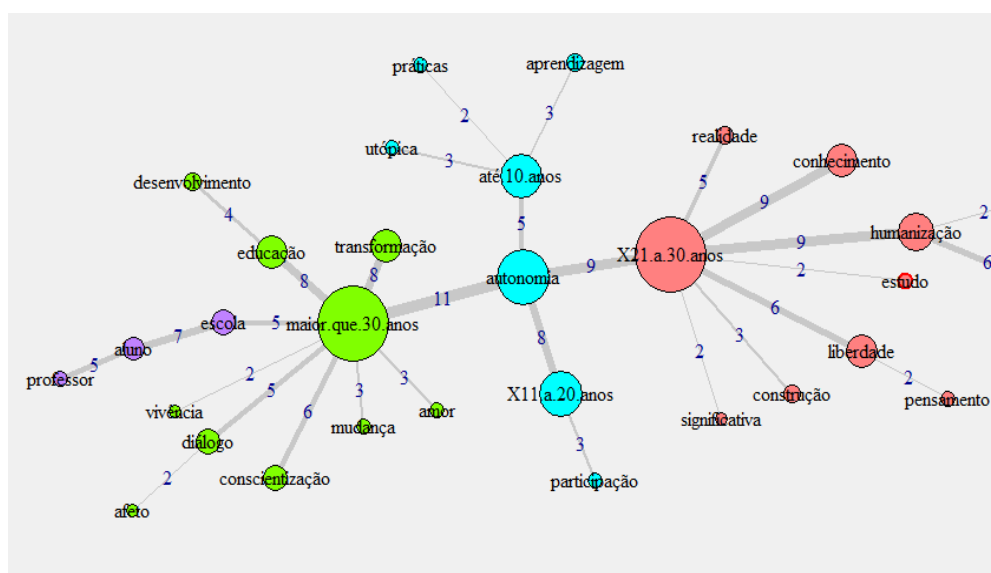 práticas
aprendizagem
2
3
utópica
3
até.10.anos
realidade
conhecimento
5
9
2
desenvolvimento
4
educação
transformação
5
humanização
9
6
8
8
autonomia
9
X21.a.30.anos
2
estudo
11
maior.que.30.anos
escola
5
7
aluno
5
professor
8
6
liberdade
3
2
2
pensamento
construção
significativa
X11.a.20.anos
2
vivência
5
diálogo
6
3
mudança
3
amor
3
participação
conscientização
2
afeto